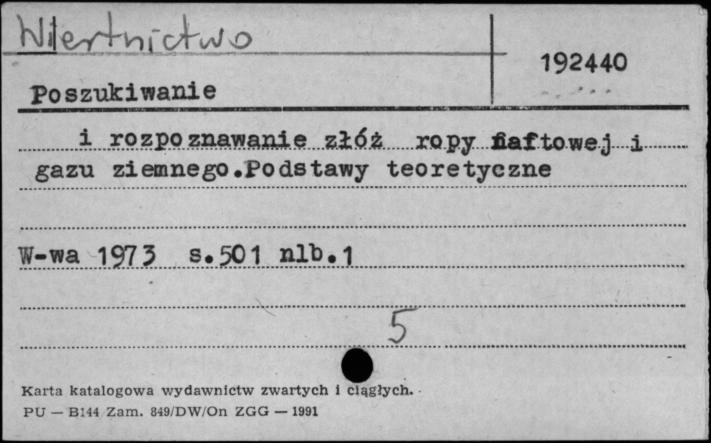 Wiertnictwo
192440
Poszukiwanie
i rozpoznawanie złóż ropy naftowej i
gazu ziemnego.Podstawy teoretyczne
W-wa 1973 s.501 nlb.1
5
Karta katalogowa wydawnictw zwartych i ciągłych.
PU — B144 Zam. 849/DW/On ZGG — 1991